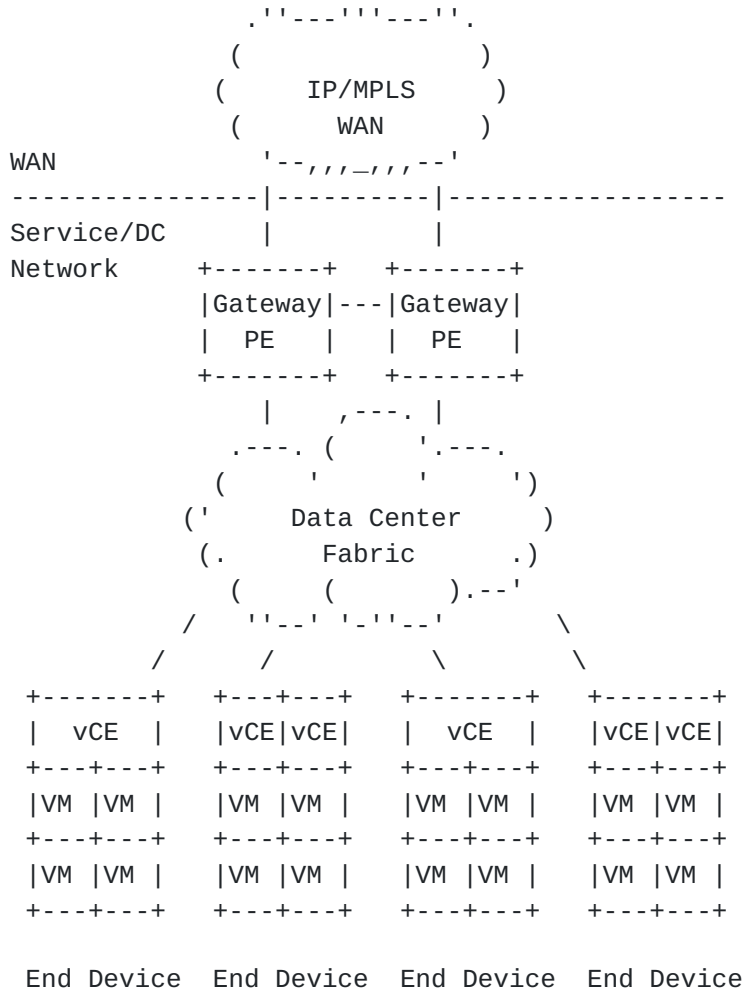 IP/MPLS
WAN
WAN
Service/DC
Network
Gateway Gateway
PE PE
Data Center
Fabric
vCE vCE vCE vCE vCE vCE
VM VM VM VM VM VM VM VM
VM VM VM VM VM VM VM VM
End Device End Device End Device End Device